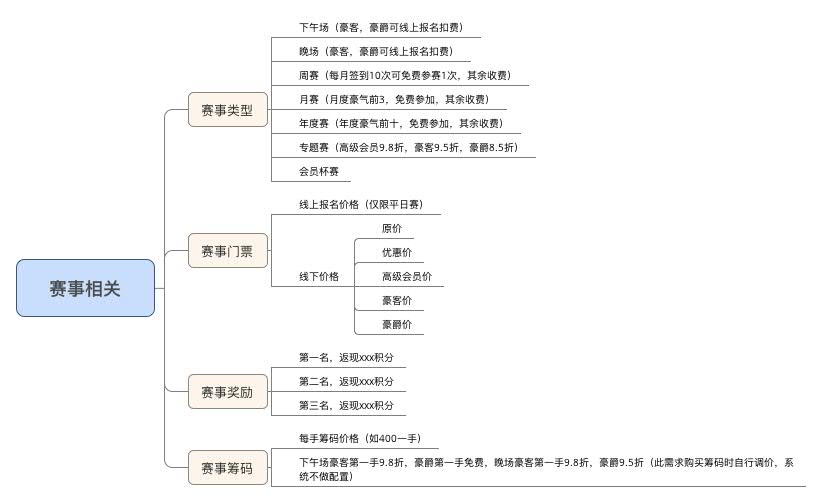 赛事相关
赛事类型
下午场（豪客，豪爵可线上报名扣费）
晚场（豪客，豪爵可线上报名扣费）
周赛（每月签到10次可免费参赛1次，其余收费）
月赛（月度豪气前3，免费参加，其余收费）
年度赛（年度豪气前十，免费参加，其余收费）
专题赛（高级会员9.8折，豪客9.5折，豪爵8.5折）
会员杯赛
赛事门票
线上报名价格（仅限平日赛）
线下价格
原价
优惠价
高级会员价
豪客价
豪爵价
赛事奖励
第一名，返现xxx积分
第二名，返现xxx积分
第三名，返现xxx积分
赛事筹码
每手筹码价格（如400一手）
下午场豪客第一手9.8折，豪爵第一手免费，晚场豪客第一手9.8折，豪爵9.5折（此需求购买筹码时自行调价，系
统不做配置）